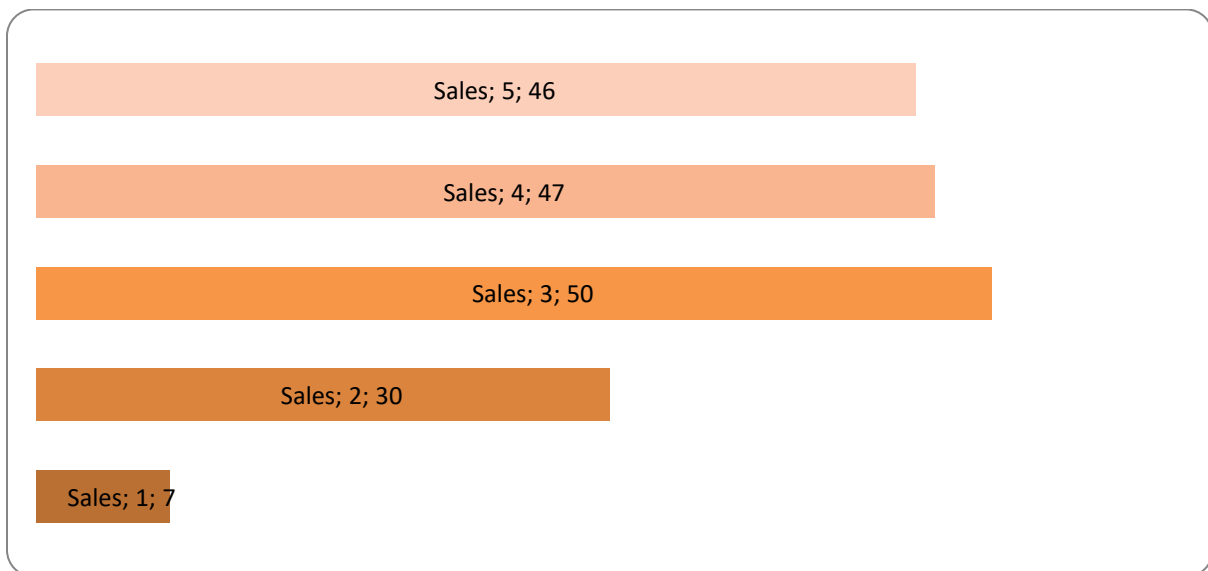 Sales; 5; 46
Sales; 4; 47
Sales; 3; 50
Sales; 2; 30
Sales; 1; 7